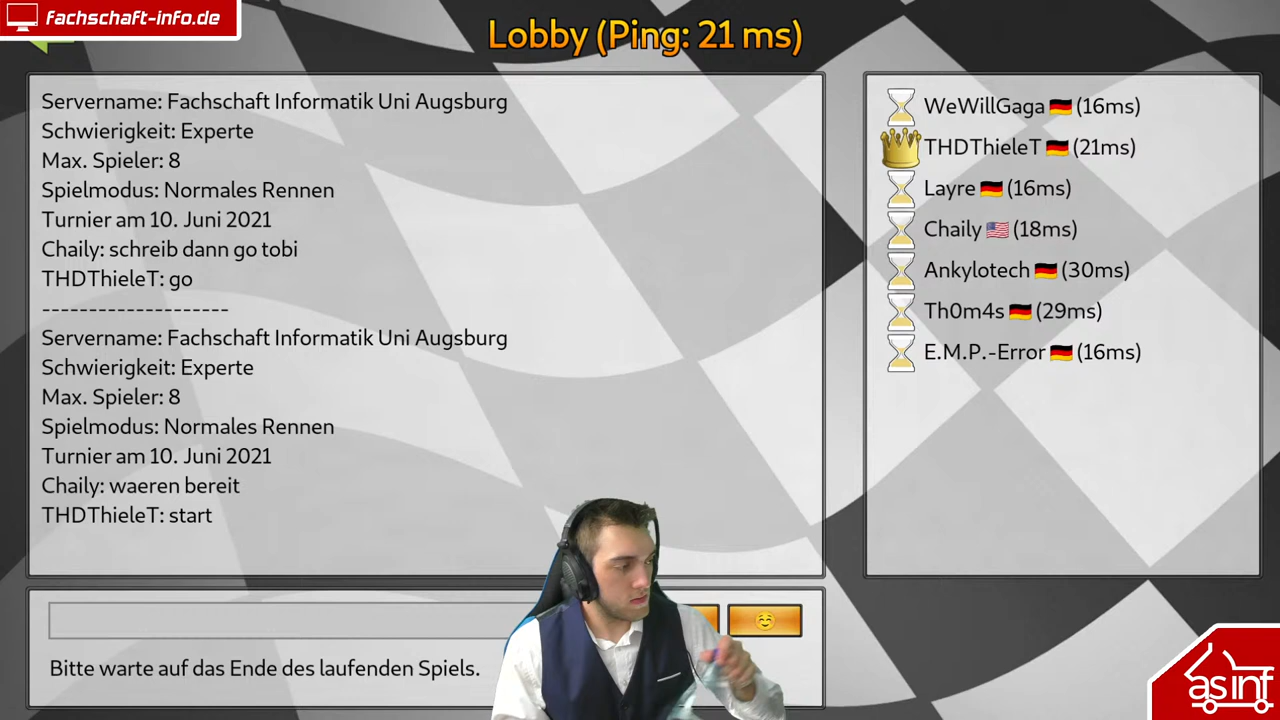 fachschaft-info.de
Lobby (Ping: 21 ms)
Servername: Fachschaft Informatik Uni Augsburg
Schwierigkeit: Experte
Max. Spieler: 8
Spielmodus: Normales Rennen
Turnier am 10. Juni 2021
Chaily: schreib dann go tobi
THDThieleT: go
--------------------
Servername: Fachschaft Informatik Uni Augsburg
Schwierigkeit: Experte
Max. Spieler: 8
Spielmodus: Normales Rennen
Turnier am 10. Juni 2021
Chaily: waeren bereit
THDThieleT: start
Bitte warte auf das Ende des laufenden Spiels.
WeWillGaga (16ms)
THDThieleT (21ms)
Layre (16ms)
Chaily (18ms)
Ankylotech (30ms)
Th0m4s (29ms)
E.M.P.-Error (16ms)
as inf